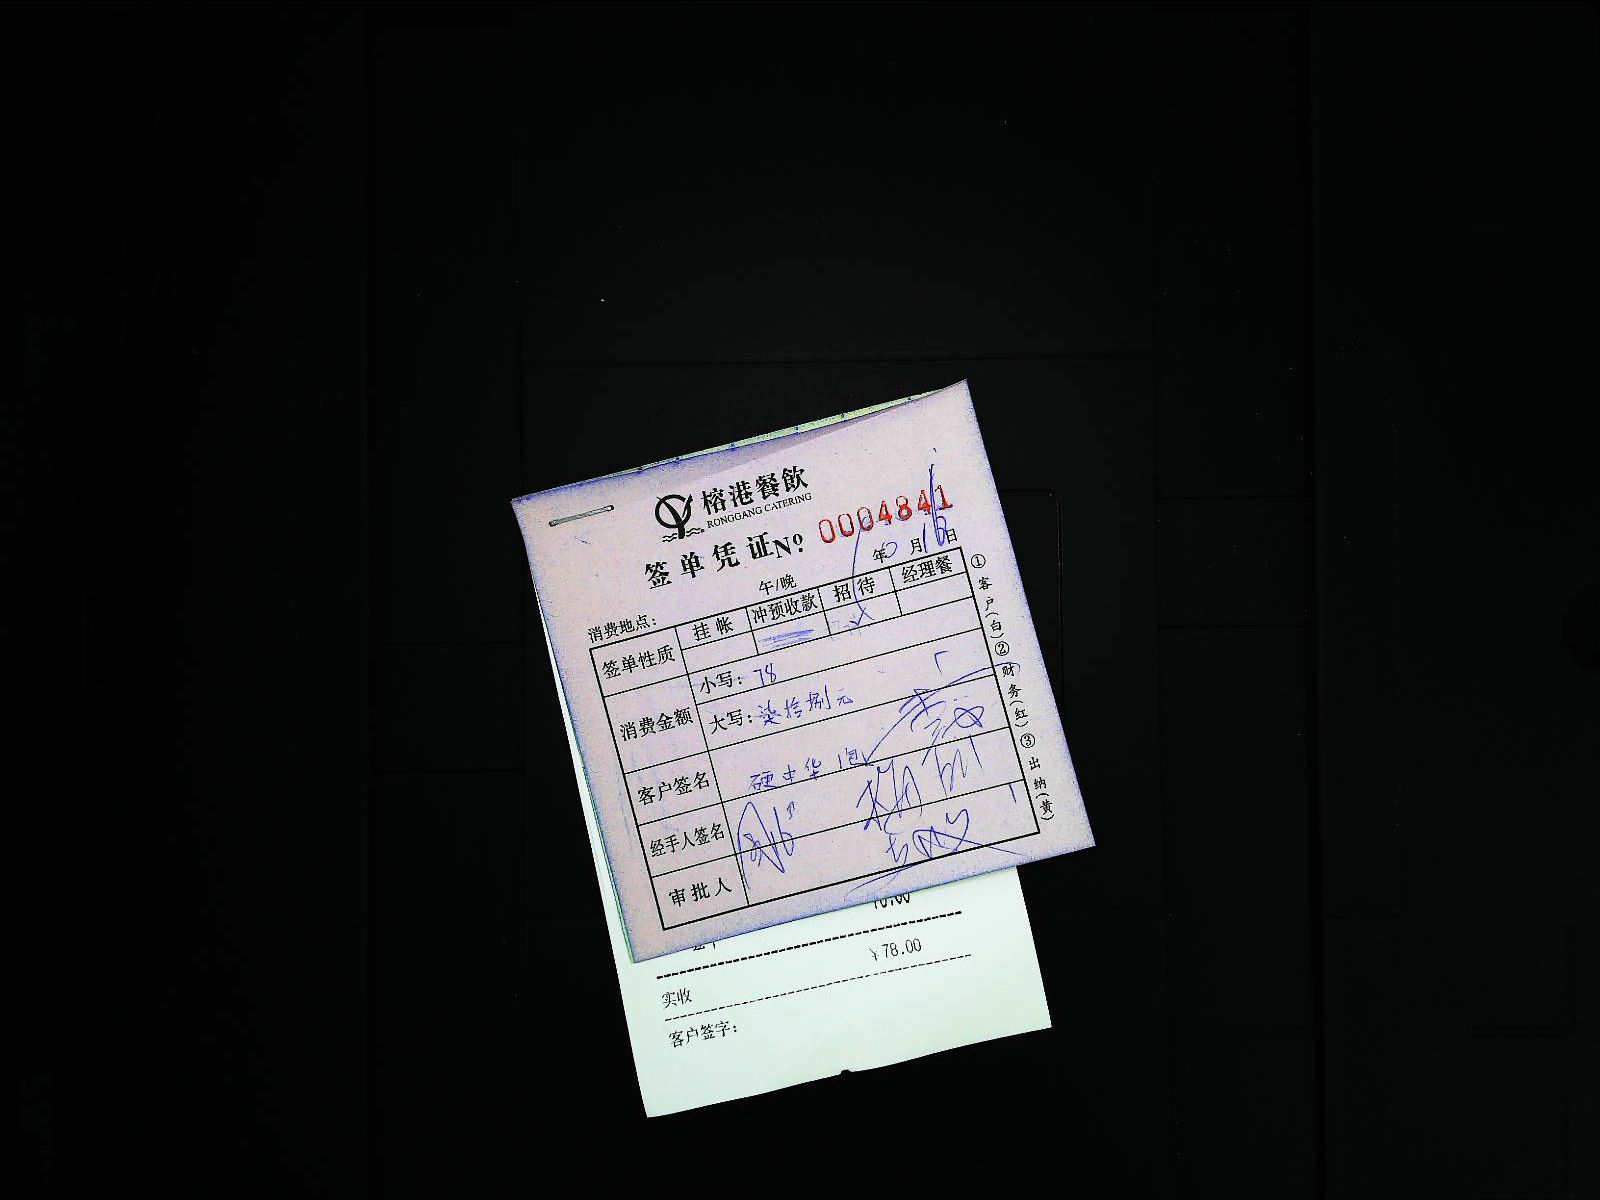 榕港餐飲
RONGGANG CATERING
签单凭证No 0004841
年 月16日
午/晚
消费地点:
签单性质 挂帐 冲预收款 招待 经理餐
消费金额 小写: 78
大写: 柒拾捌元
客户签名 硬中华1包
经手人签名
审批人
①客户(白)②财务(红)③出纳(黄)
¥78.00
实收
客户签字: